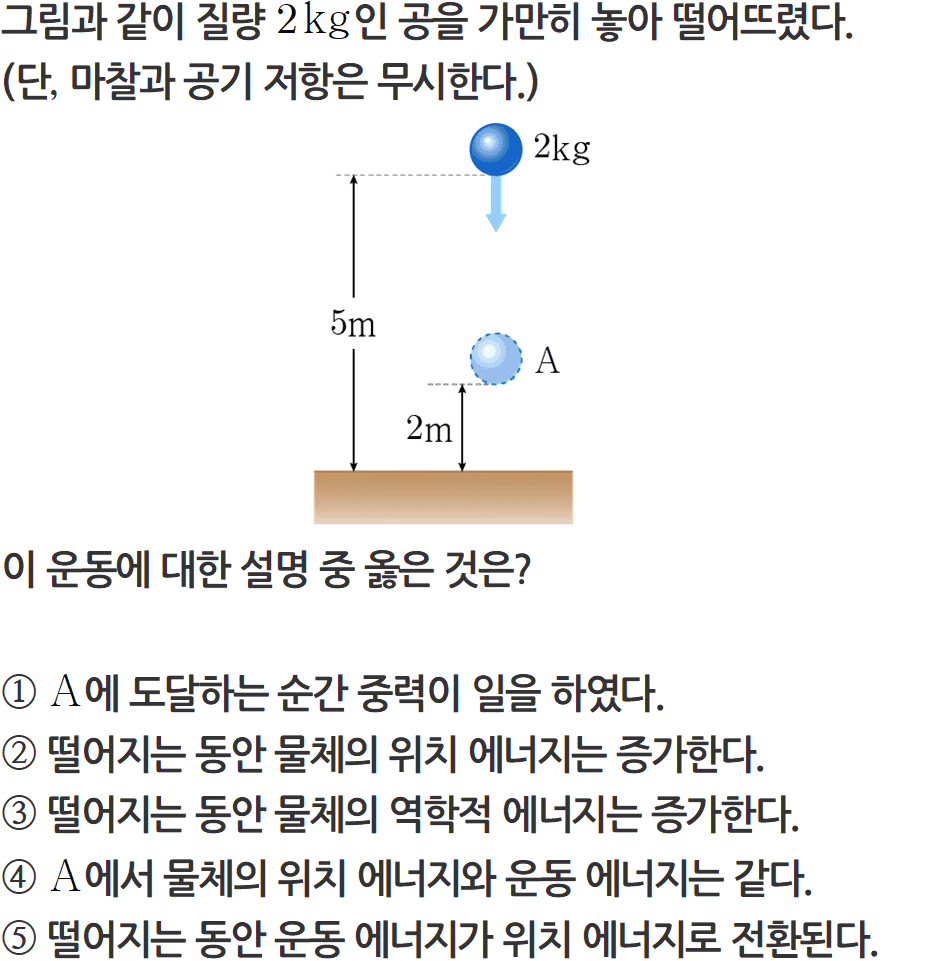 그림과 같이 질량 2kg인 공을 가만히 놓아 떨어뜨렸다.
(단, 마찰과 공기 저항은 무시한다.)
2kg
5m
A
2m
이 운동에 대한 설명 중 옳은 것은?
① A에 도달하는 순간 중력이 일을 하였다.
② 떨어지는 동안 물체의 위치 에너지는 증가한다.
③ 떨어지는 동안 물체의 역학적 에너지는 증가한다.
④ A에서 물체의 위치 에너지와 운동 에너지는 같다.
⑤ 떨어지는 동안 운동 에너지가 위치 에너지로 전환된다.